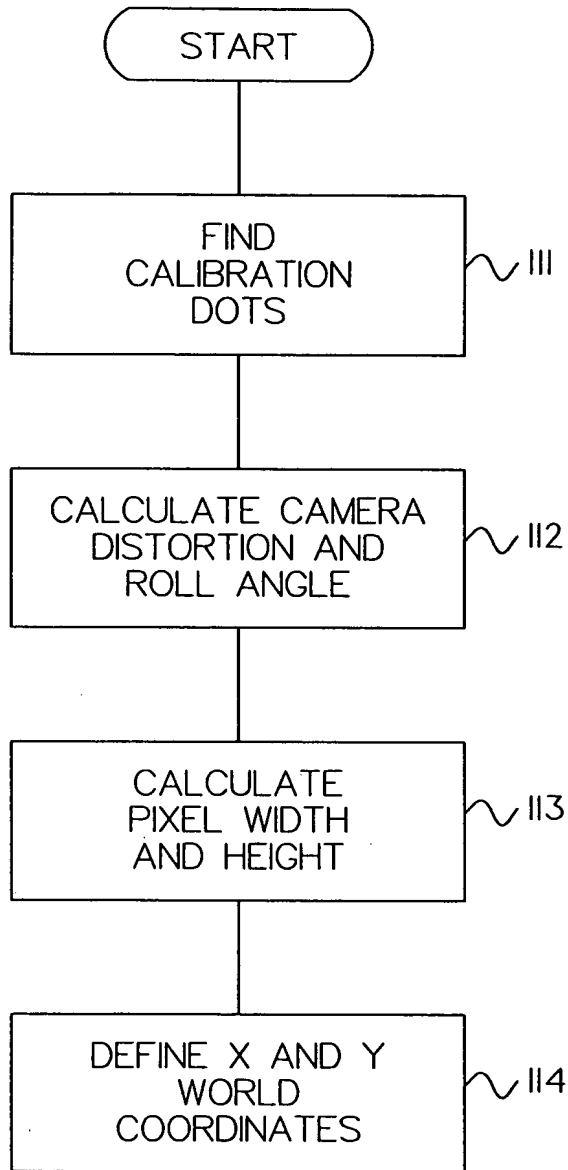 START
FIND
CALIBRATION
DOTS
111
CALCULATE CAMERA
DISTORTION AND
ROLL ANGLE
112
CALCULATE
PIXEL WIDTH
AND HEIGHT
113
DEFINE X AND Y
WORLD
COORDINATES
114